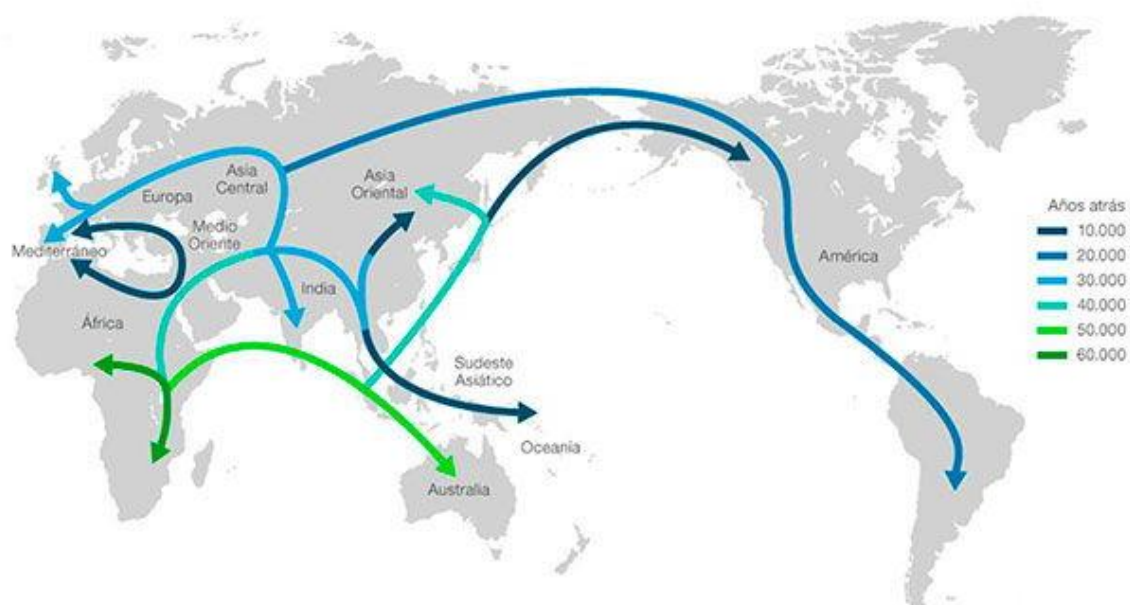 Asia
Central
Europa
Asia
Oriental
Medio
Oriente
Mediterráneo
India
África
Sudeste
Asiático
Oceanía
Australia
América
Años atrás
10.000
20.000
30.000
40.000
50.000
60.000